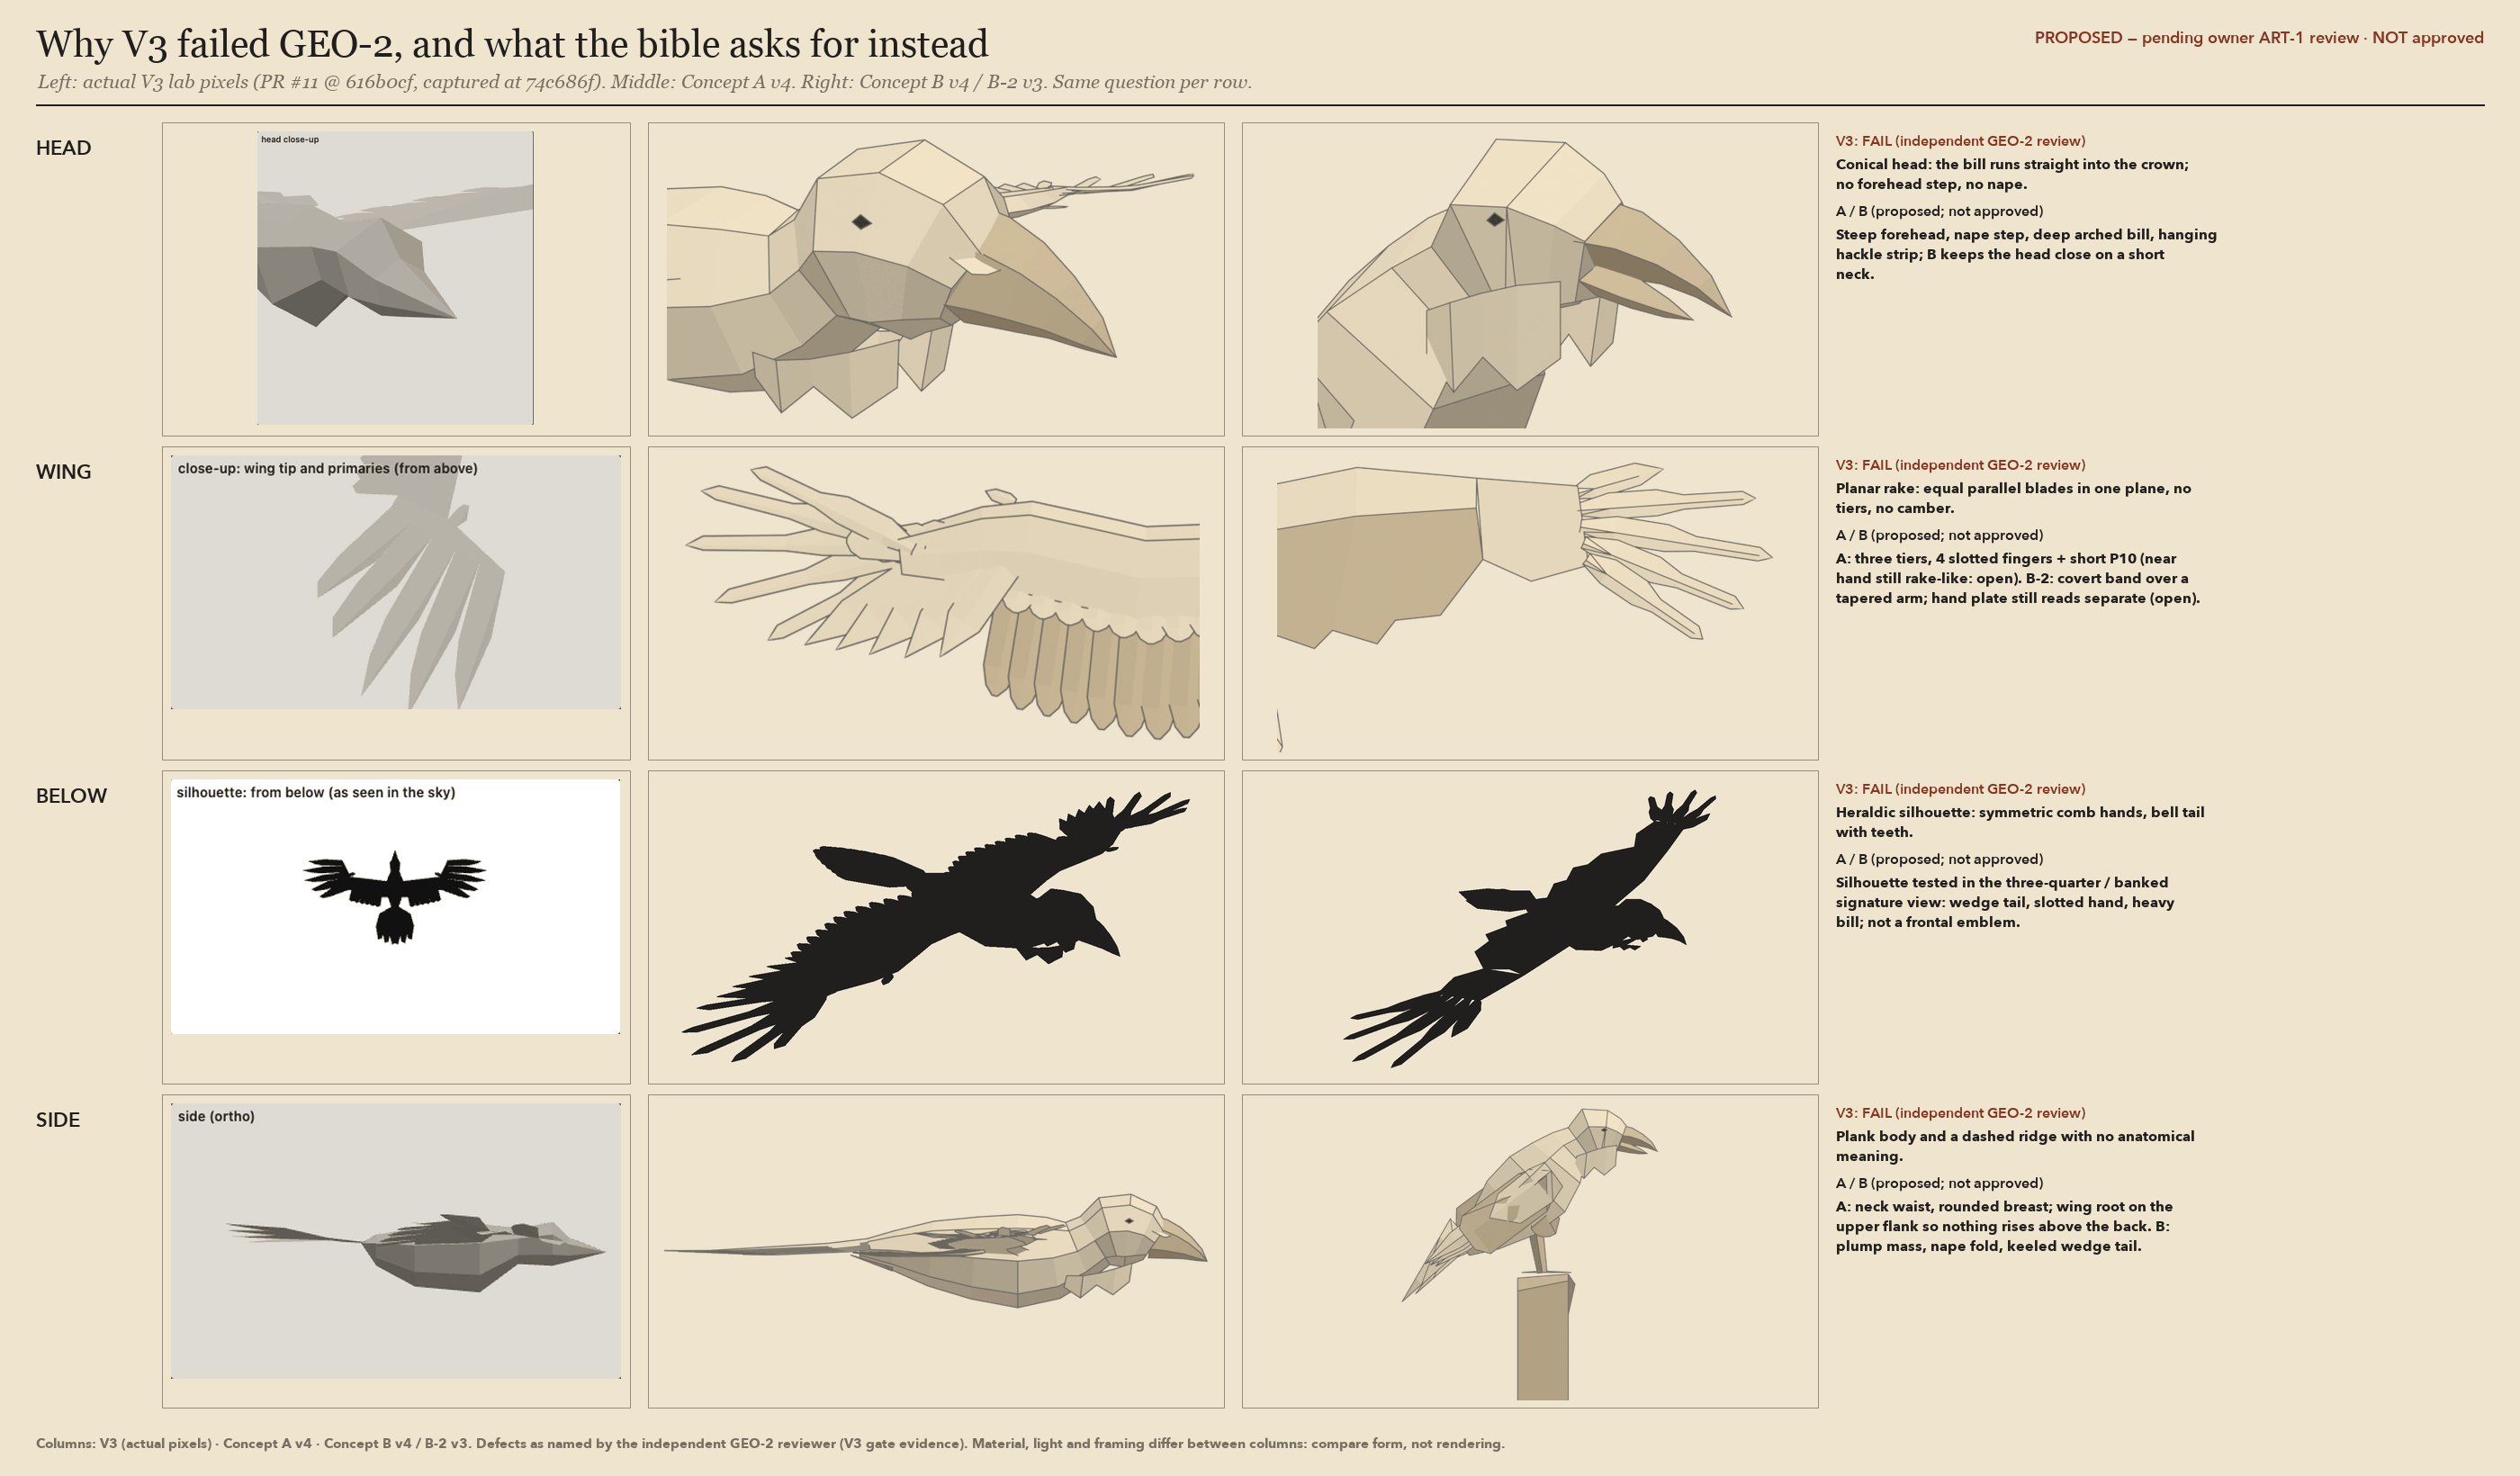 Why V3 failed GEO-2, and what the bible asks for instead
PROPOSED – pending owner ART-1 review · NOT approved
Left: actual V3 lab pixels (PR #11 @ 616b0cf, captured at 74c686f). Middle: Concept A v4. Right: Concept B v4 / B-2 v3. Same question per row.
HEAD
head close-up
V3: FAIL (independent GEO-2 review)
Conical head: the bill runs straight into the crown;
no forehead step, no nape.
A / B (proposed; not approved)
Steep forehead, nape step, deep arched bill, hanging
hackle strip; B keeps the head close on a short
neck.
WING
close-up: wing tip and primaries (from above)
V3: FAIL (independent GEO-2 review)
Planar rake: equal parallel blades in one plane, no
tiers, no camber.
A / B (proposed; not approved)
A: three tiers, 4 slotted fingers + short P10 (near
hand still rake-like: open). B-2: covert band over a
tapered arm; hand plate still reads separate (open).
BELOW
silhouette: from below (as seen in the sky)
V3: FAIL (independent GEO-2 review)
Heraldic silhouette: symmetric comb hands, bell tail
with teeth.
A / B (proposed; not approved)
Silhouette tested in the three-quarter / banked
signature view: wedge tail, slotted hand, heavy
bill; not a frontal emblem.
SIDE
side (ortho)
V3: FAIL (independent GEO-2 review)
Plank body and a dashed ridge with no anatomical
meaning.
A / B (proposed; not approved)
A: neck waist, rounded breast; wing root on the
upper flank so nothing rises above the back. B:
plump mass, nape fold, keeled wedge tail.
Columns: V3 (actual pixels) · Concept A v4 · Concept B v4 / B-2 v3. Defects as named by the independent GEO-2 reviewer (V3 gate evidence). Material, light and framing differ between columns: compare form, not rendering.